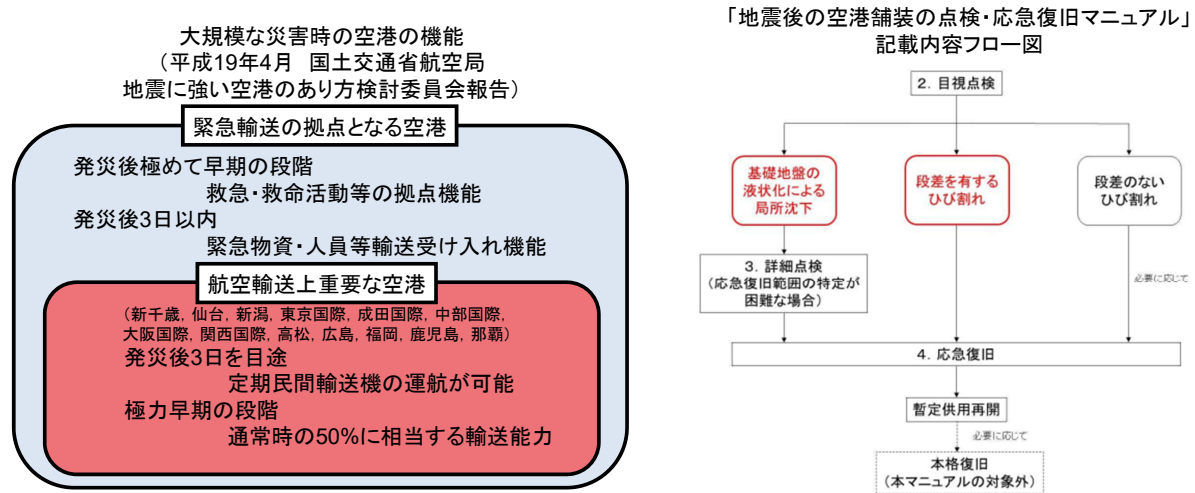 大規模な災害時の空港の機能
（平成19年4月　国土交通省航空局
地震に強い空港のあり方検討委員会報告）
緊急輸送の拠点となる空港
発災後極めて早期の段階
救急・救命活動等の拠点機能
発災後3日以内
緊急物資・人員等輸送受け入れ機能
航空輸送上重要な空港
（新千歳, 仙台, 新潟, 東京国際, 成田国際, 中部国際,
大阪国際, 関西国際, 高松, 広島, 福岡, 鹿児島, 那覇）
発災後3日を目途
定期民間輸送機の運航が可能
極力早期の段階
通常時の50%に相当する輸送能力
「地震後の空港舗装の点検・応急復旧マニュアル」
記載内容フロー図
2. 目視点検
基礎地盤の
液状化による
局所沈下
段差を有する
ひび割れ
段差のない
ひび割れ
3. 詳細点検
（応急復旧範囲の特定が
困難な場合）
必要に応じて
4. 応急復旧
暫定供用再開
必要に応じて
本格復旧
（本マニュアルの対象外）